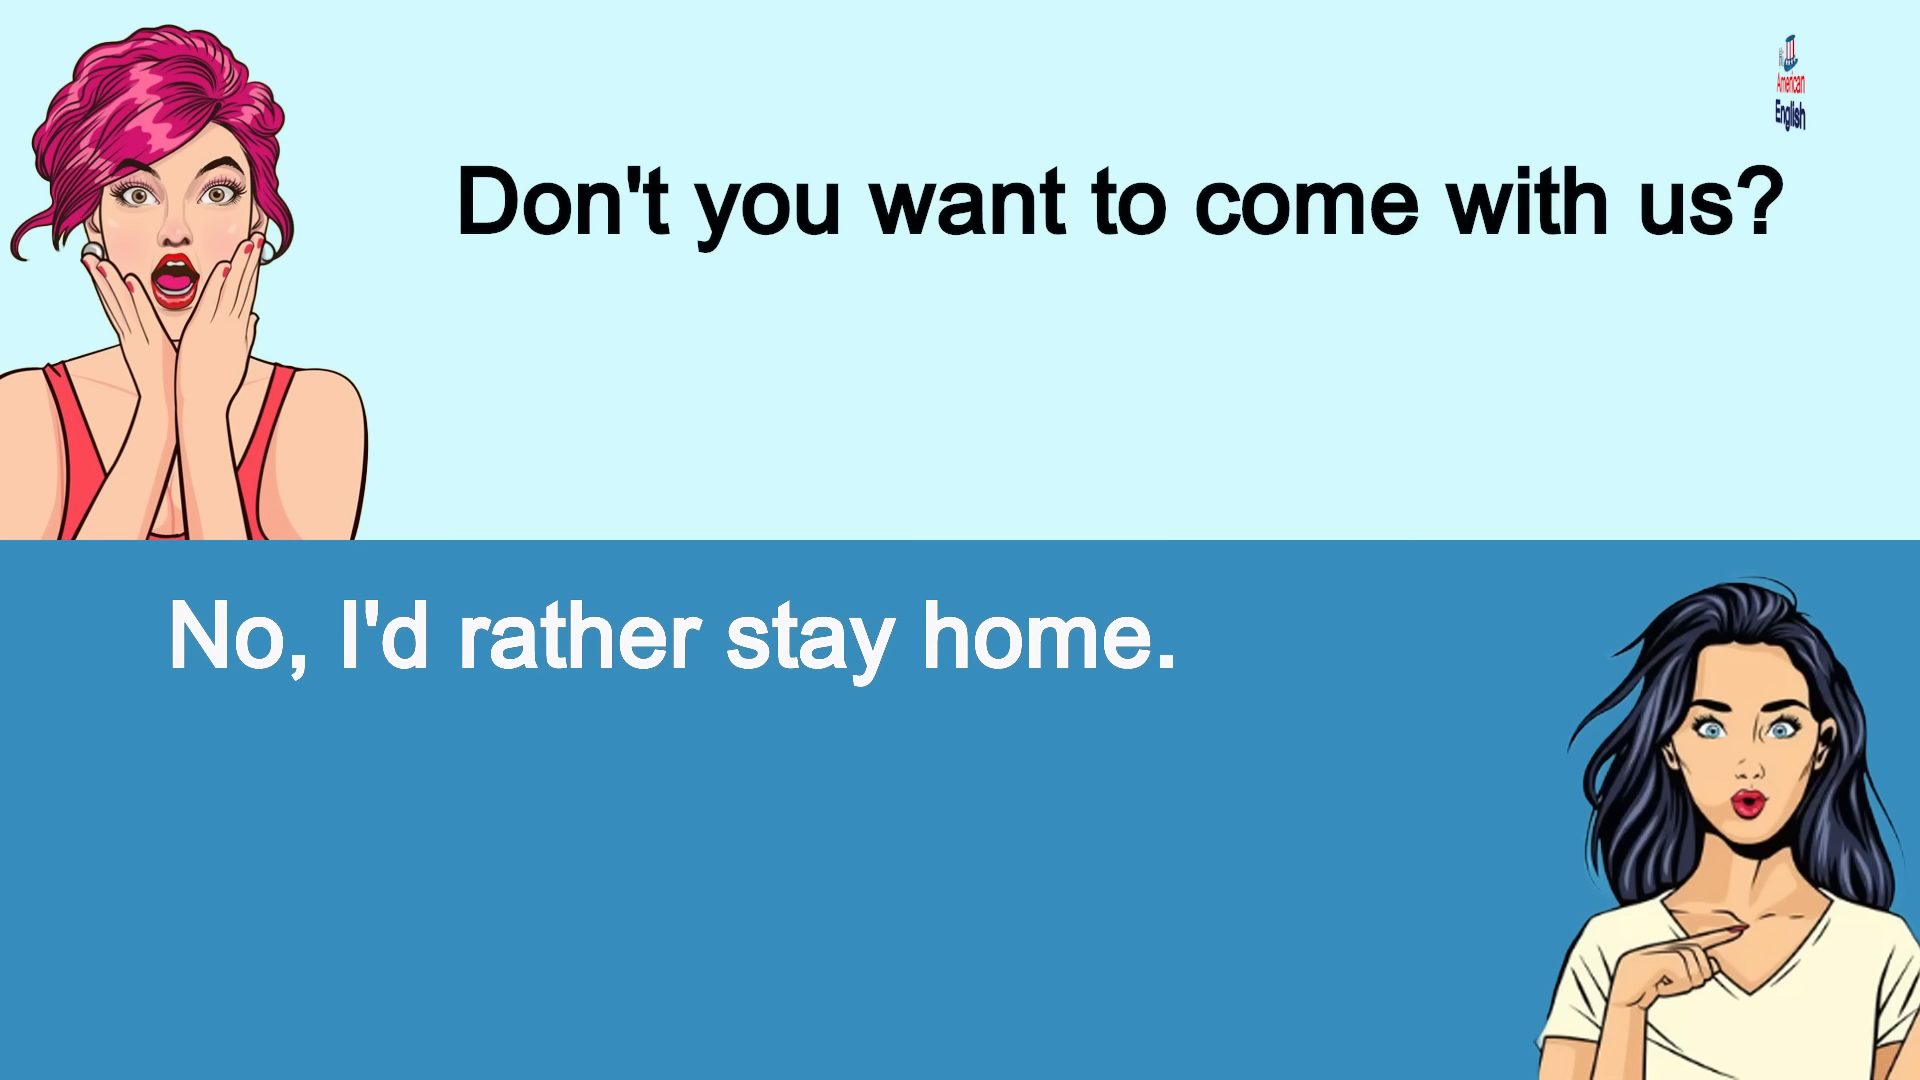 American
English
Don't you want to come with us?
No, I'd rather stay home.